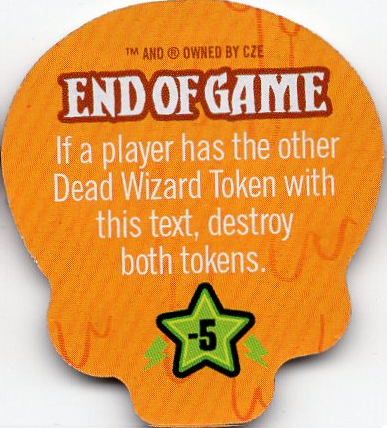 ™ AND ® OWNED BY CZE
END OF GAME
If a player has the other
Dead Wizard Token with
this text, destroy
both tokens.
-5